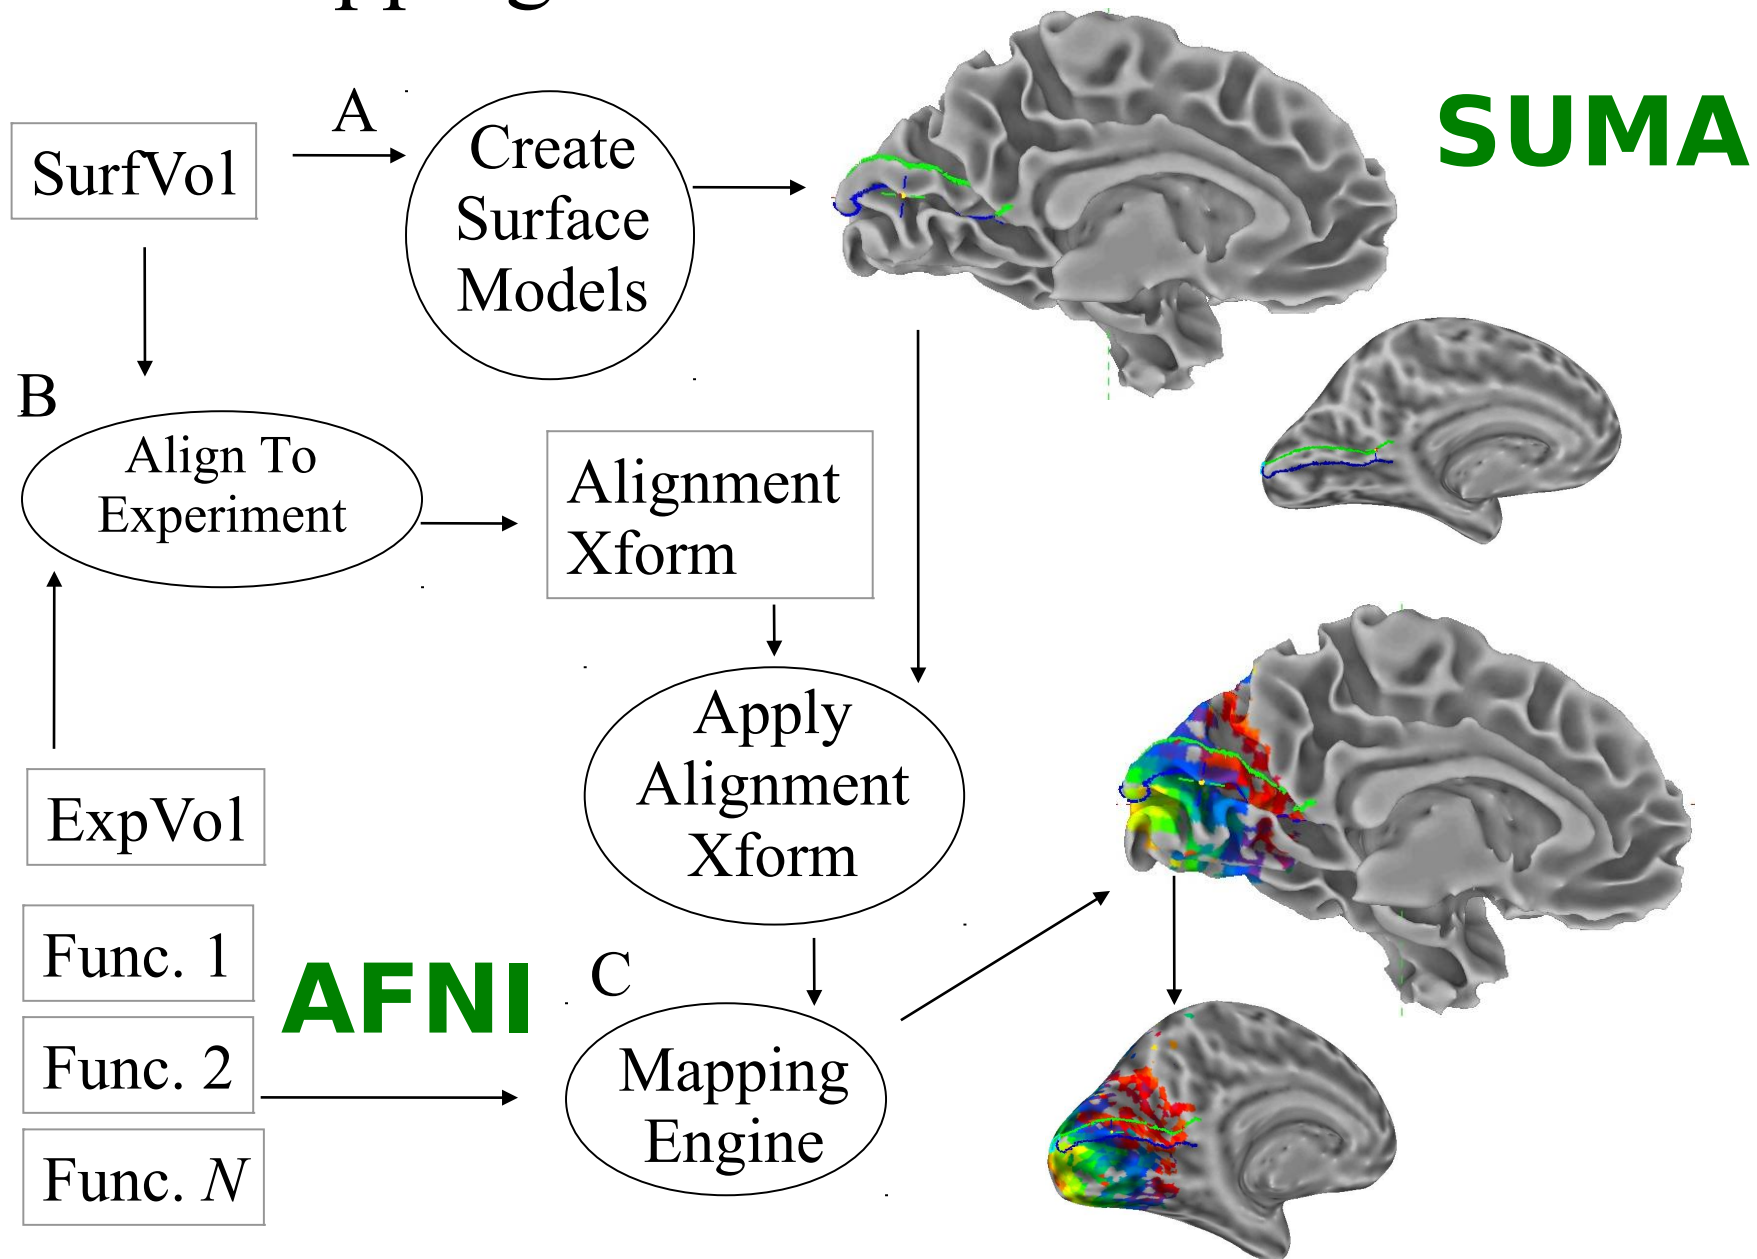 A
SurfVol
Create
Surface
Models
SUMA
B
Align To
Experiment
Alignment
Xform
Apply
Alignment
Xform
ExpVol
Func. 1
Func. 2
Func. N
AFNI
C
Mapping
Engine